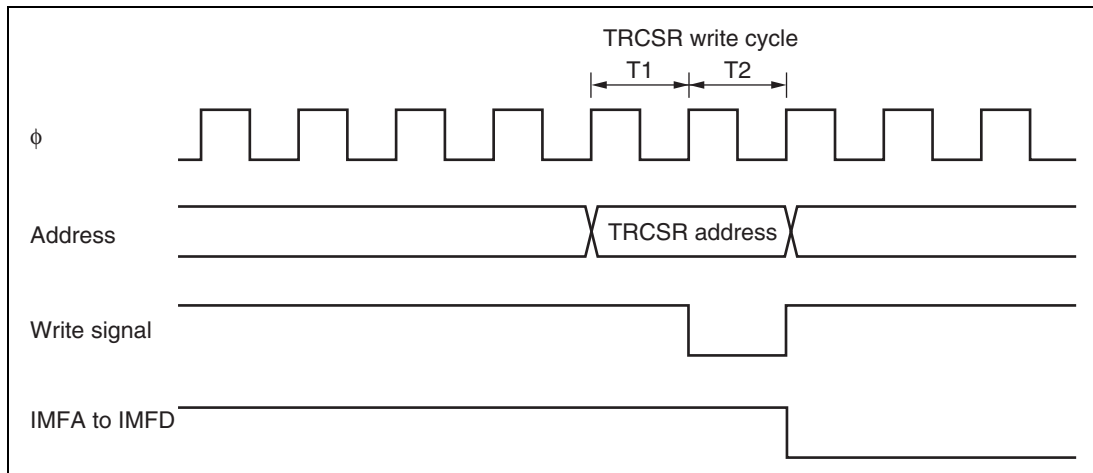 TRCSR write cycle
T1 T2
ϕ
Address TRCSR address
Write signal
IMFA to IMFD